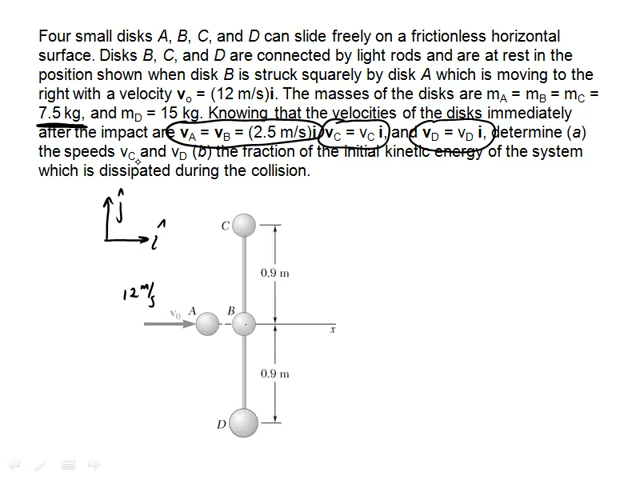 Four small disks A, B, C, and D can slide freely on a frictionless horizontal
surface. Disks B, C, and D are connected by light rods and are at rest in the
position shown when disk B is struck squarely by disk A which is moving to the
right with a velocity vₒ = (12 m/s)i. The masses of the disks are mA = mB = mC =
7.5 kg, and mD = 15 kg. Knowing that the velocities of the disks immediately
after the impact are vA = vB = (2.5 m/s)i, vC = vC i, and vD = vD i, determine (a)
the speeds vC and vD (b) the fraction of the initial kinetic energy of the system
which is dissipated during the collision.
ĵ
î
C
0.9 m
12 m/s
v0 A B
x
0.9 m
D